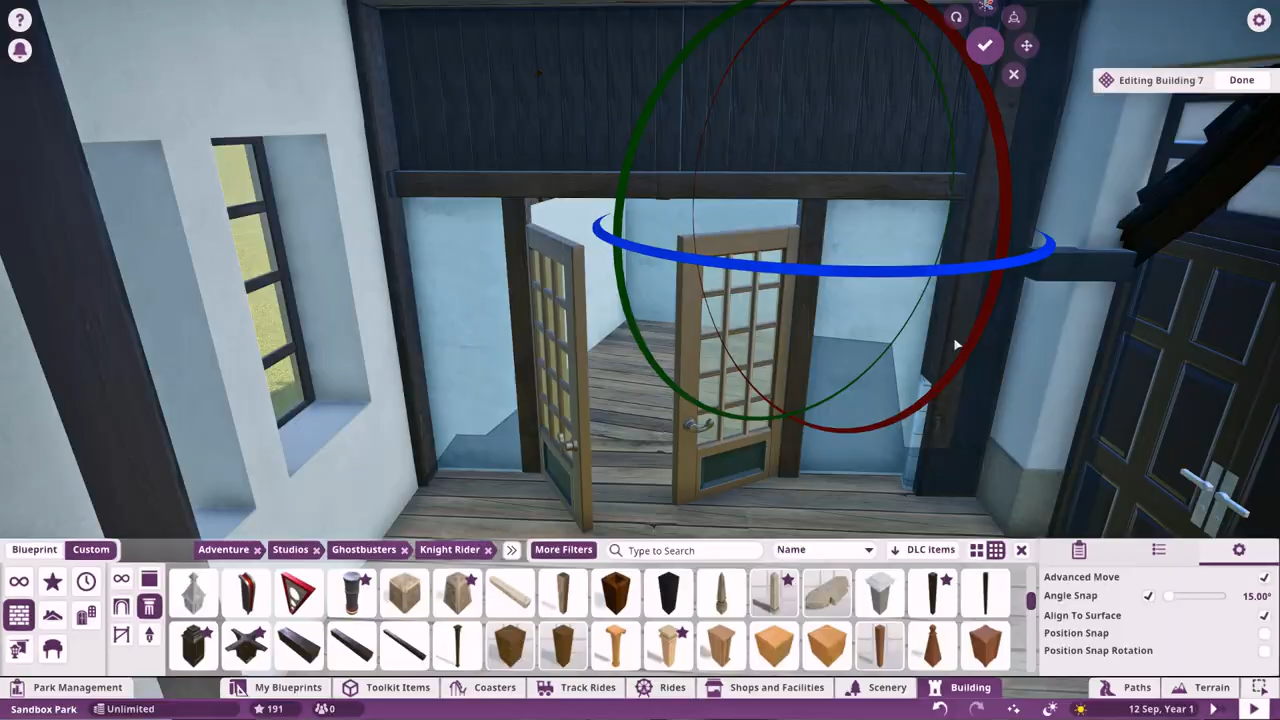 Editing Building 7 Done
Blueprint Custom Adventure Studios Ghostbusters Knight Rider More Filters Type to Search Name DLC Items
Advanced Move
Angle Snap 15.00°
Align To Surface
Position Snap
Position Snap Rotation
Park Management My Blueprints Toolkit Items Coasters Track Rides Rides Shops and Facilities Scenery Building Paths Terrain
Sandbox Park Unlimited 191 0 12 Sep, Year 1